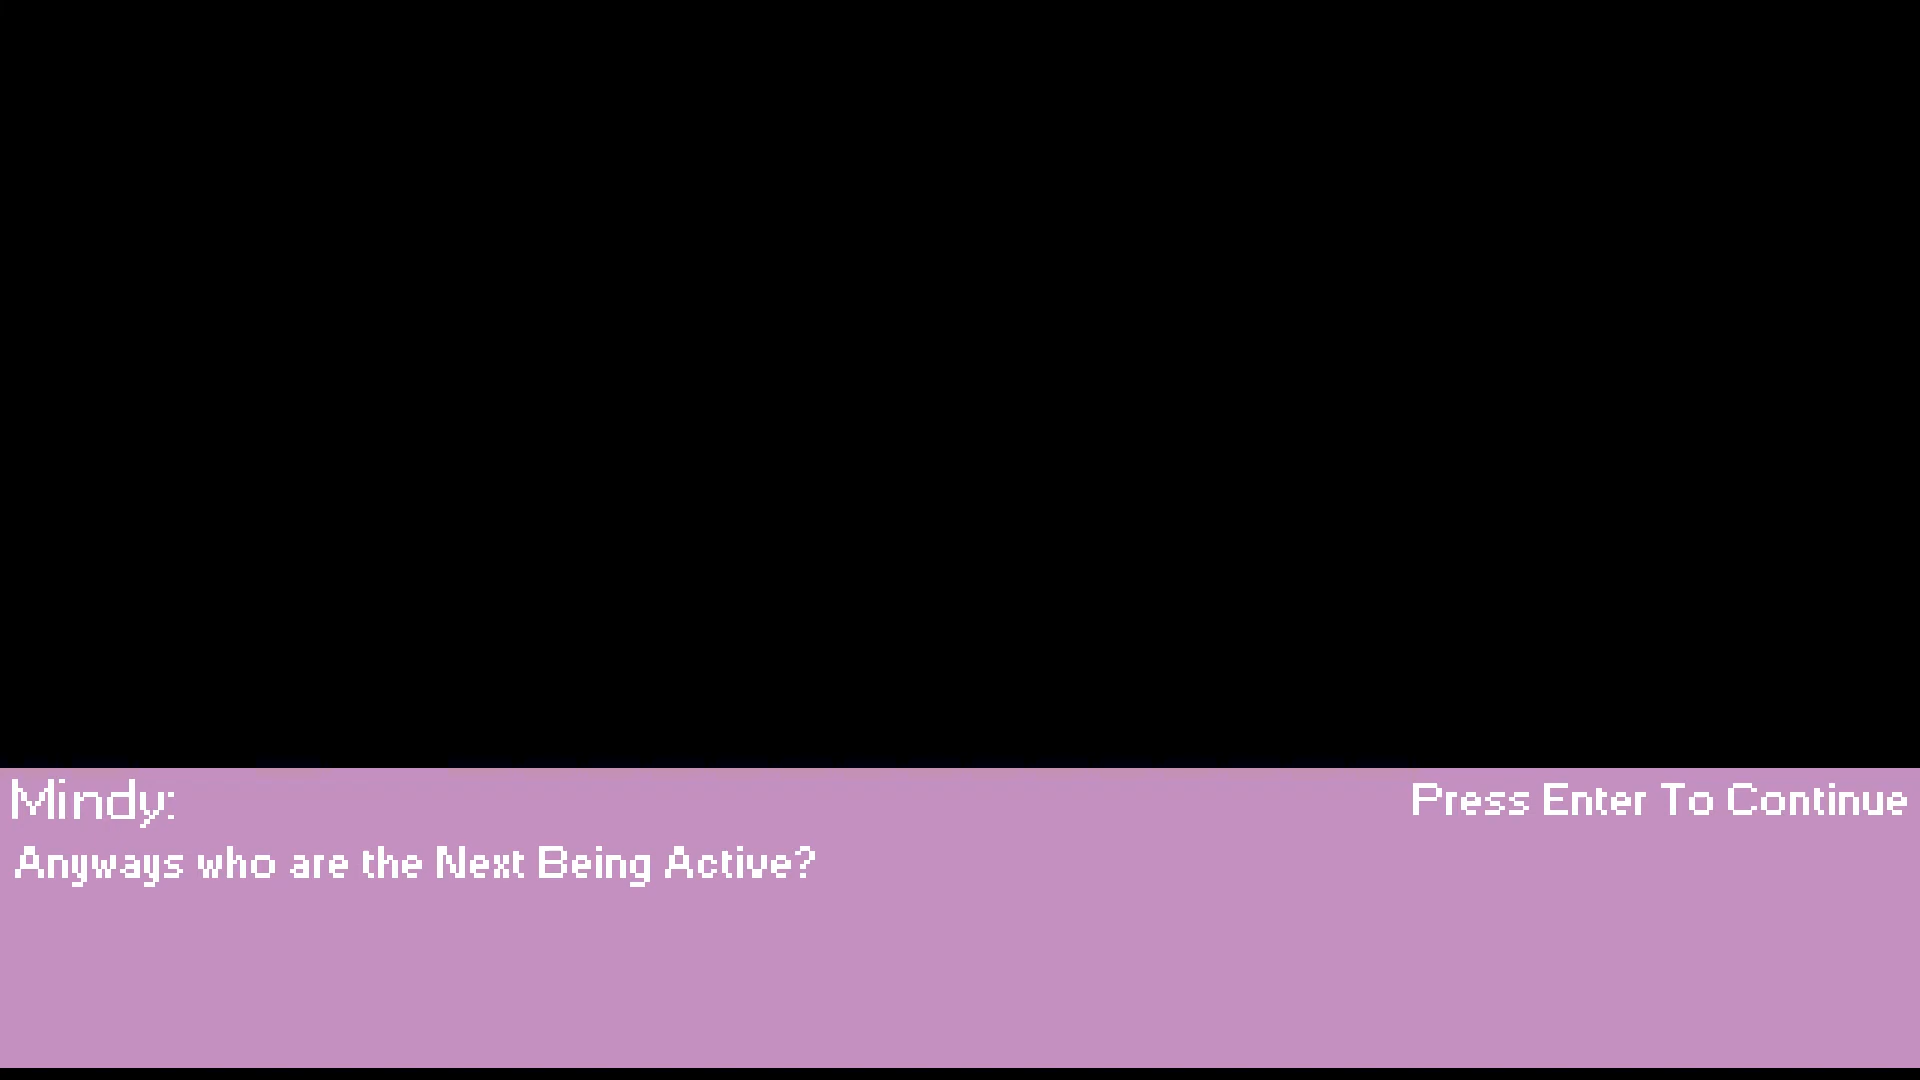 Mindy:
Press Enter To Continue
Anyways who are the Next Being Active?